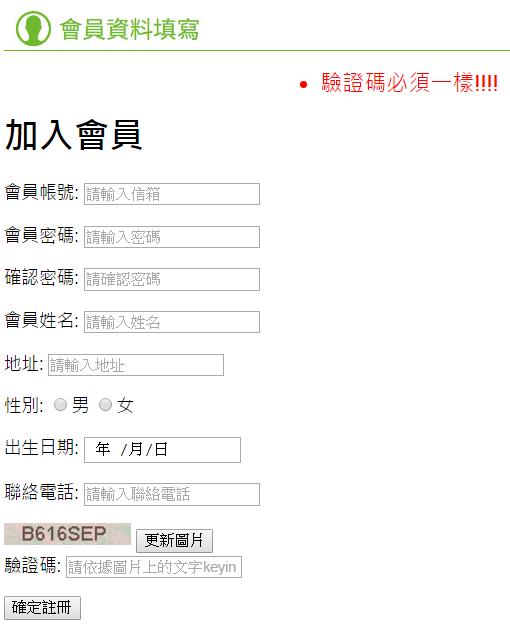 會員資料填寫
驗證碼必須一樣!!!!
加入會員
會員帳號: 請輸入信箱
會員密碼: 請輸入密碼
確認密碼: 請確認密碼
會員姓名: 請輸入姓名
地址: 請輸入地址
性別: 男 女
出生日期: 年 /月/日
聯絡電話: 請輸入聯絡電話
B616SEP 更新圖片
驗證碼: 請依據圖片上的文字keyin
確定註冊